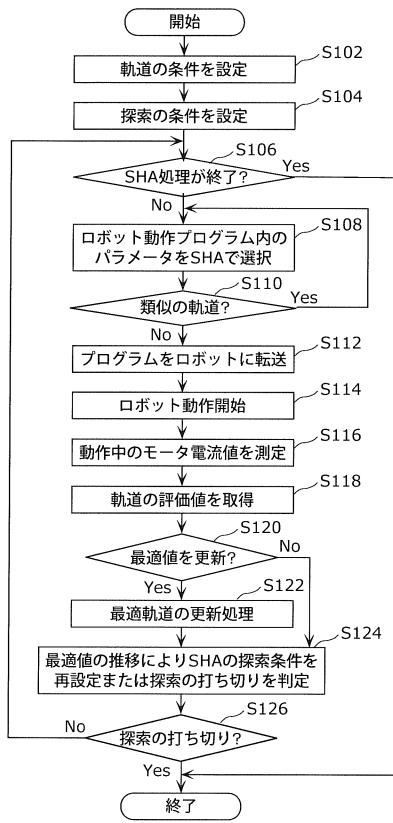 開始
軌道の条件を設定
S102
探索の条件を設定
S104
SHA処理が終了?
S106
Yes
No
ロボット動作プログラム内の
パラメータをSHAで選択
S108
類似の軌道?
S110
Yes
No
プログラムをロボットに転送
S112
ロボット動作開始
S114
動作中のモータ電流値を測定
S116
軌道の評価値を取得
S118
最適値を更新?
S120
No
Yes
最適軌道の更新処理
S122
最適値の推移によりSHAの探索条件を
再設定または探索の打ち切りを判定
S124
探索の打ち切り?
S126
No
Yes
終了